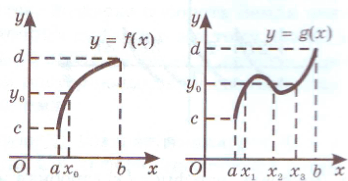 y
y = f(x)
d
y₀
c
O
a x₀ b x
y
y = g(x)
d
y₀
c
O
a x₁ x₂ x₃ b x